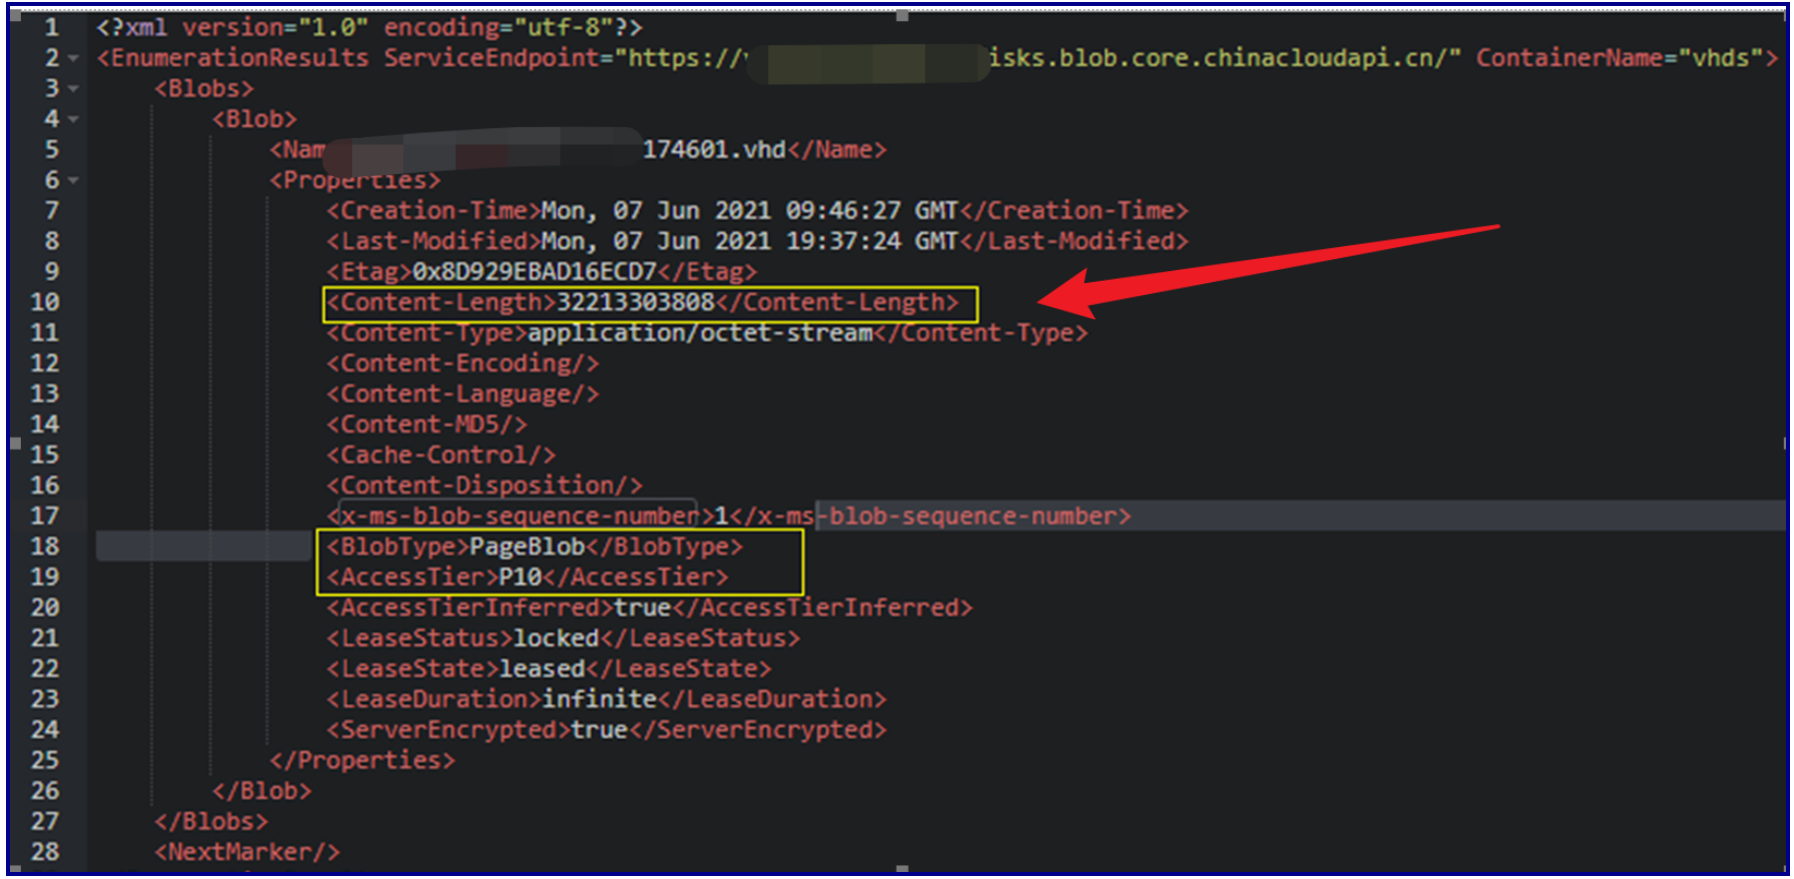 1 <?xml version="1.0" encoding="utf-8"?>
2 <EnumerationResults ServiceEndpoint="https:// isks.blob.core.chinacloudapi.cn/" ContainerName="vhds">
3 <Blobs>
4 <Blob>
5 <Nam 174601.vhd</Name>
6 <Properties>
7 <Creation-Time>Mon, 07 Jun 2021 09:46:27 GMT</Creation-Time>
8 <Last-Modified>Mon, 07 Jun 2021 19:37:24 GMT</Last-Modified>
9 <Etag>0x8D929EBAD16ECD7</Etag>
10 <Content-Length>32213303808</Content-Length>
11 <Content-Type>application/octet-stream</Content-Type>
12 <Content-Encoding/>
13 <Content-Language/>
14 <Content-MD5/>
15 <Cache-Control/>
16 <Content-Disposition/>
17 <x-ms-blob-sequence-number>1</x-ms-blob-sequence-number>
18 <BlobType>PageBlob</BlobType>
19 <AccessTier>P10</AccessTier>
20 <AccessTierInferred>true</AccessTierInferred>
21 <LeaseStatus>locked</LeaseStatus>
22 <LeaseState>leased</LeaseState>
23 <LeaseDuration>infinite</LeaseDuration>
24 <ServerEncrypted>true</ServerEncrypted>
25 </Properties>
26 </Blob>
27 </Blobs>
28 <NextMarker/>